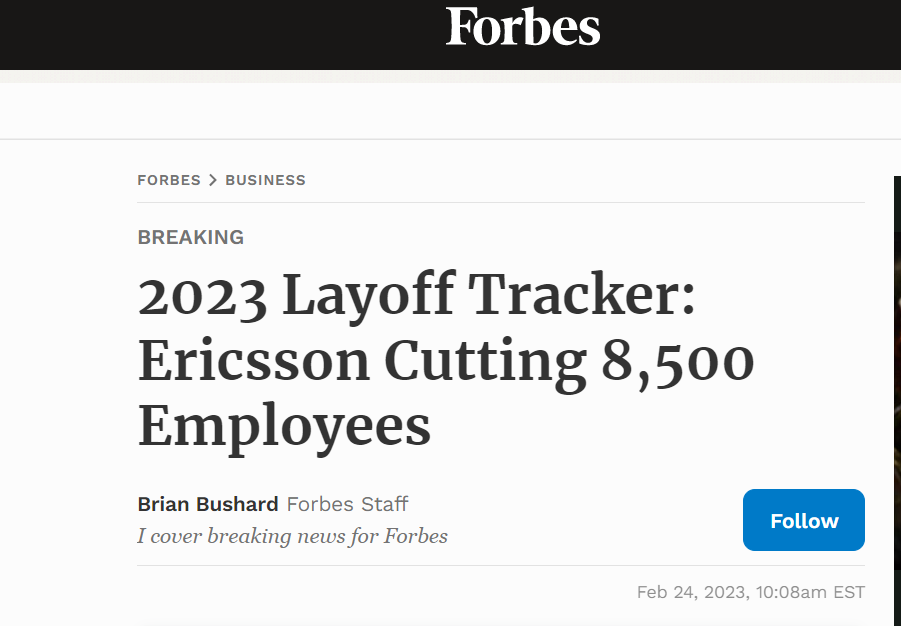 Forbes
FORBES > BUSINESS
BREAKING
2023 Layoff Tracker:
Ericsson Cutting 8,500
Employees
Brian Bushard Forbes Staff
I cover breaking news for Forbes
Follow
Feb 24, 2023, 10:08am EST